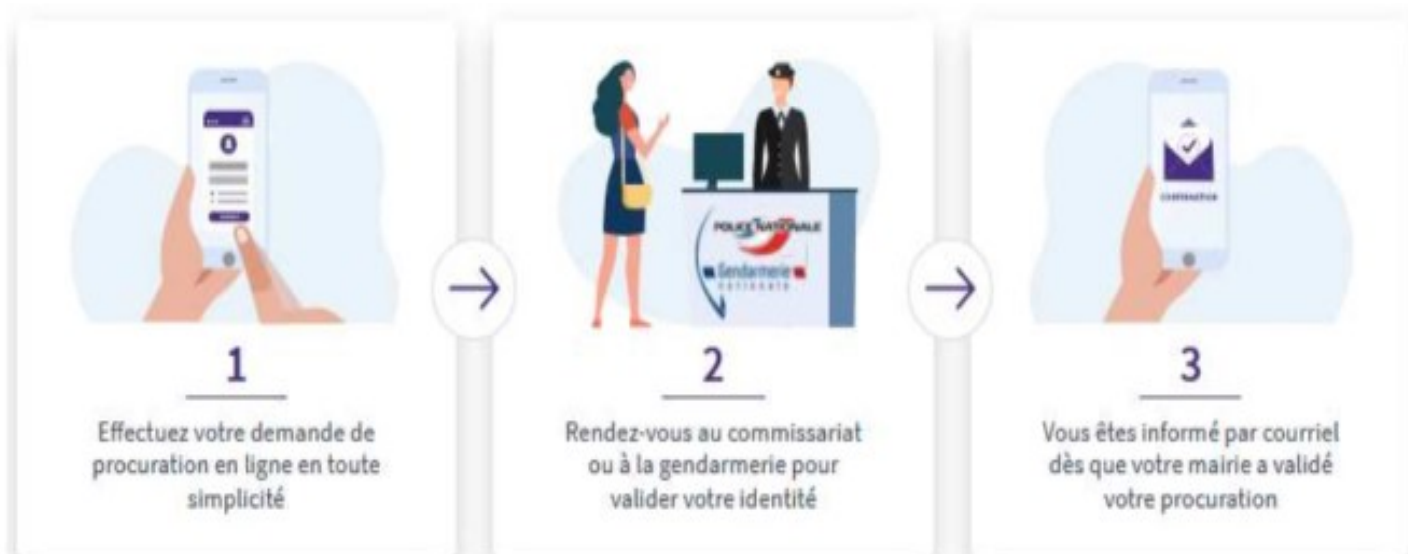 1
Effectuez votre demande de
procuration en ligne en toute
simplicité
POLICE NATIONALE
Gendarmerie
nationale
2
Rendez-vous au commissariat
ou à la gendarmerie pour
valider votre identité
3
Vous êtes informé par courriel
dès que votre mairie a validé
votre procuration